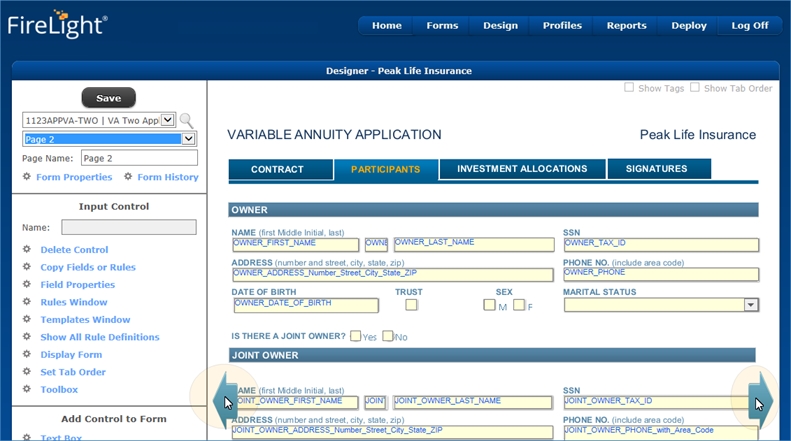 FireLight®
Home Forms Design Profiles Reports Deploy Log Off
Designer - Peak Life Insurance
Save
1123APPVA-TWO | VA Two Appl
Page 2
Page Name: Page 2
Form Properties Form History
Input Control
Name:
Delete Control
Copy Fields or Rules
Field Properties
Rules Window
Templates Window
Show All Rule Definitions
Display Form
Set Tab Order
Toolbox
Add Control to Form
Text Box
Show Tags Show Tab Order
VARIABLE ANNUITY APPLICATION Peak Life Insurance
CONTRACT PARTICIPANTS INVESTMENT ALLOCATIONS SIGNATURES
OWNER
NAME (first Middle Initial, last) SSN
OWNER_FIRST_NAME OWNE OWNER_LAST_NAME OWNER_TAX_ID
ADDRESS (number and street, city, state, zip) PHONE NO. (include area code)
OWNER_ADDRESS_Number_Street_City_State_ZIP OWNER_PHONE
DATE OF BIRTH TRUST SEX MARITAL STATUS
OWNER_DATE_OF_BIRTH M F
IS THERE A JOINT OWNER? Yes No
JOINT OWNER
NAME (first Middle Initial, last) SSN
JOINT_OWNER_FIRST_NAME JOINT JOINT_OWNER_LAST_NAME JOINT_OWNER_TAX_ID
ADDRESS (number and street, city, state, zip) PHONE NO. (include area code)
JOINT_OWNER_ADDRESS_Number_Street_City_State_ZIP JOINT_OWNER_PHONE_with_Area_Code